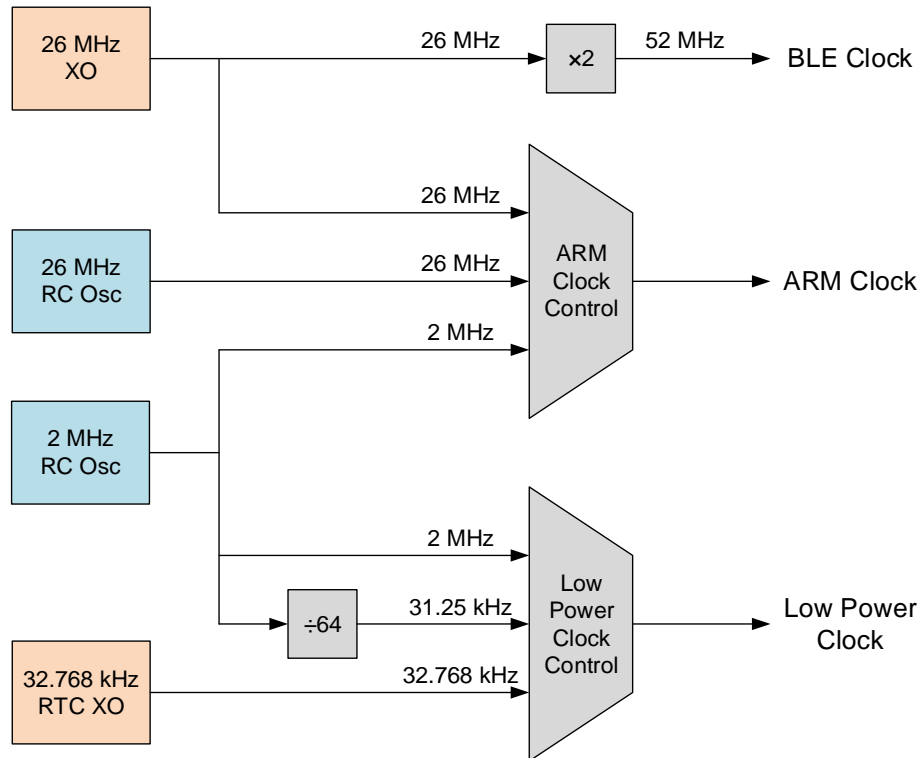 26 MHz
XO
26 MHz
×2
52 MHz
BLE Clock
26 MHz
26 MHz
RC Osc
26 MHz
2 MHz
ARM
Clock
Control
ARM Clock
2 MHz
RC Osc
2 MHz
÷64
31.25 kHz
32.768 kHz
RTC XO
32.768 kHz
Low
Power
Clock
Control
Low Power
Clock